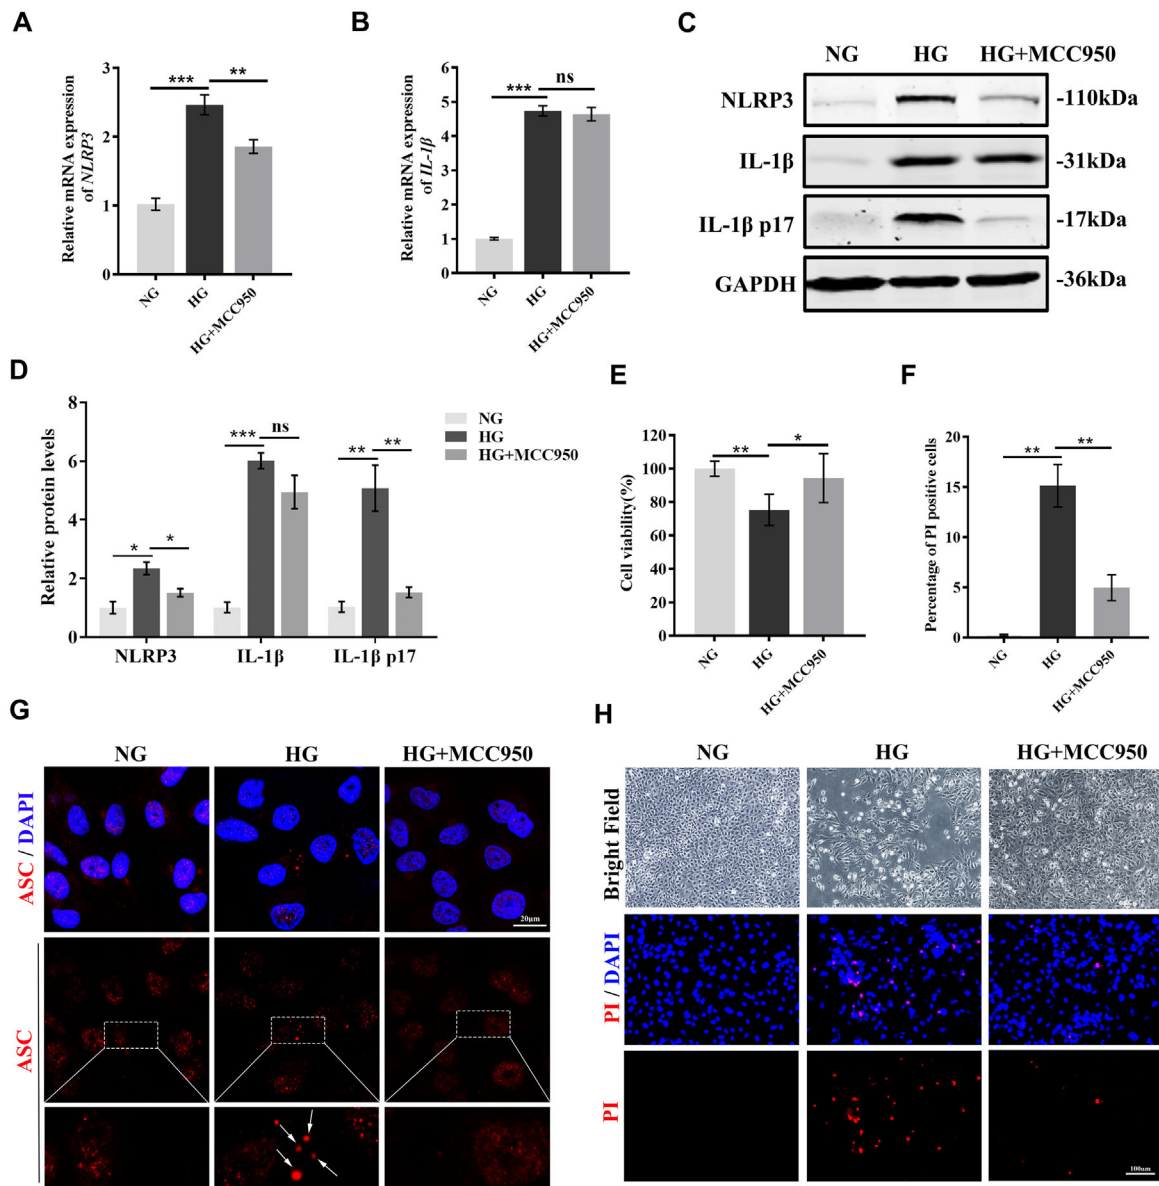 A
Relative mRNA expression
of NLRP3
3
2
1
0
***
**
NG
HG
HG+MCC950
B
Relative mRNA expression
of IL-1β
6
5
4
3
2
1
0
***
ns
NG
HG
HG+MCC950
C
NG HG HG+MCC950
NLRP3 -110kDa
IL-1β -31kDa
IL-1β p17 -17kDa
GAPDH -36kDa
D
Relative protein levels
8
6
4
2
0
*
*
***
ns
**
**
NLRP3 IL-1β IL-1β p17
NG
HG
HG+MCC950
E
Cell viability(%)
120
100
80
60
40
20
0
**
*
NG
HG
HG+MCC950
F
Percentage of PI positive cells
20
15
10
5
0
**
**
NG
HG
HG+MCC950
G
NG HG HG+MCC950
ASC / DAPI
20μm
ASC
H
NG HG HG+MCC950
Bright Field
PI / DAPI
PI
100um